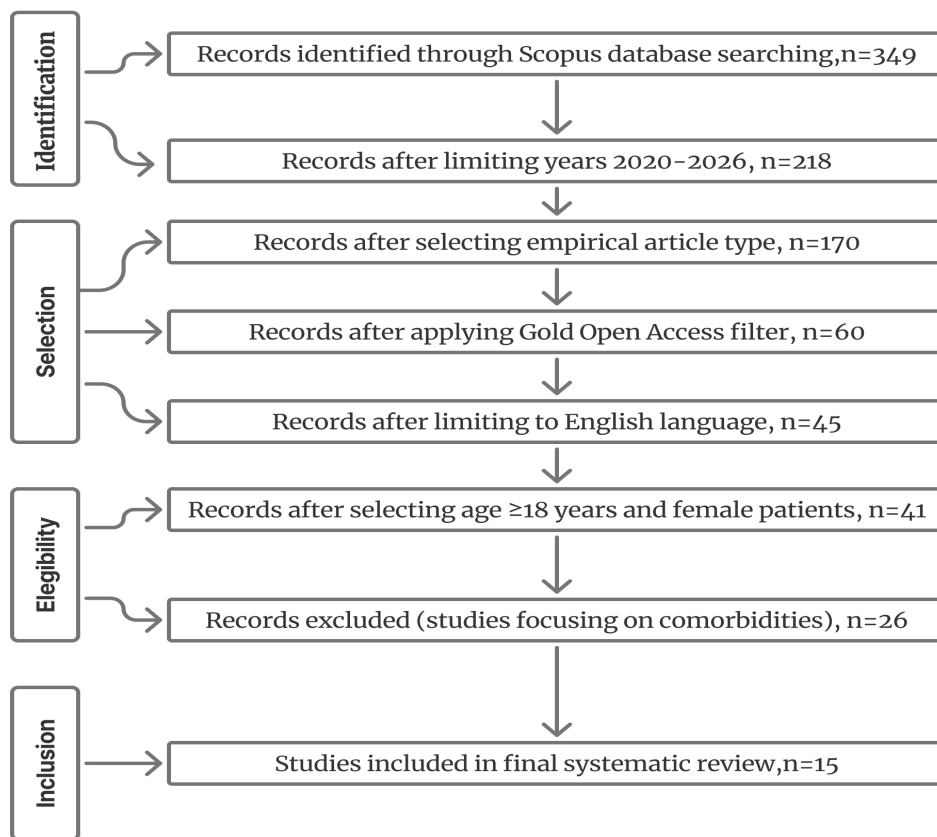 Identification
Records identified through Scopus database searching,n=349
Records after limiting years 2020-2026, n=218
Selection
Records after selecting empirical article type, n=170
Records after applying Gold Open Access filter, n=60
Records after limiting to English language, n=45
Elegibility
Records after selecting age ≥18 years and female patients, n=41
Records excluded (studies focusing on comorbidities), n=26
Inclusion
Studies included in final systematic review,n=15